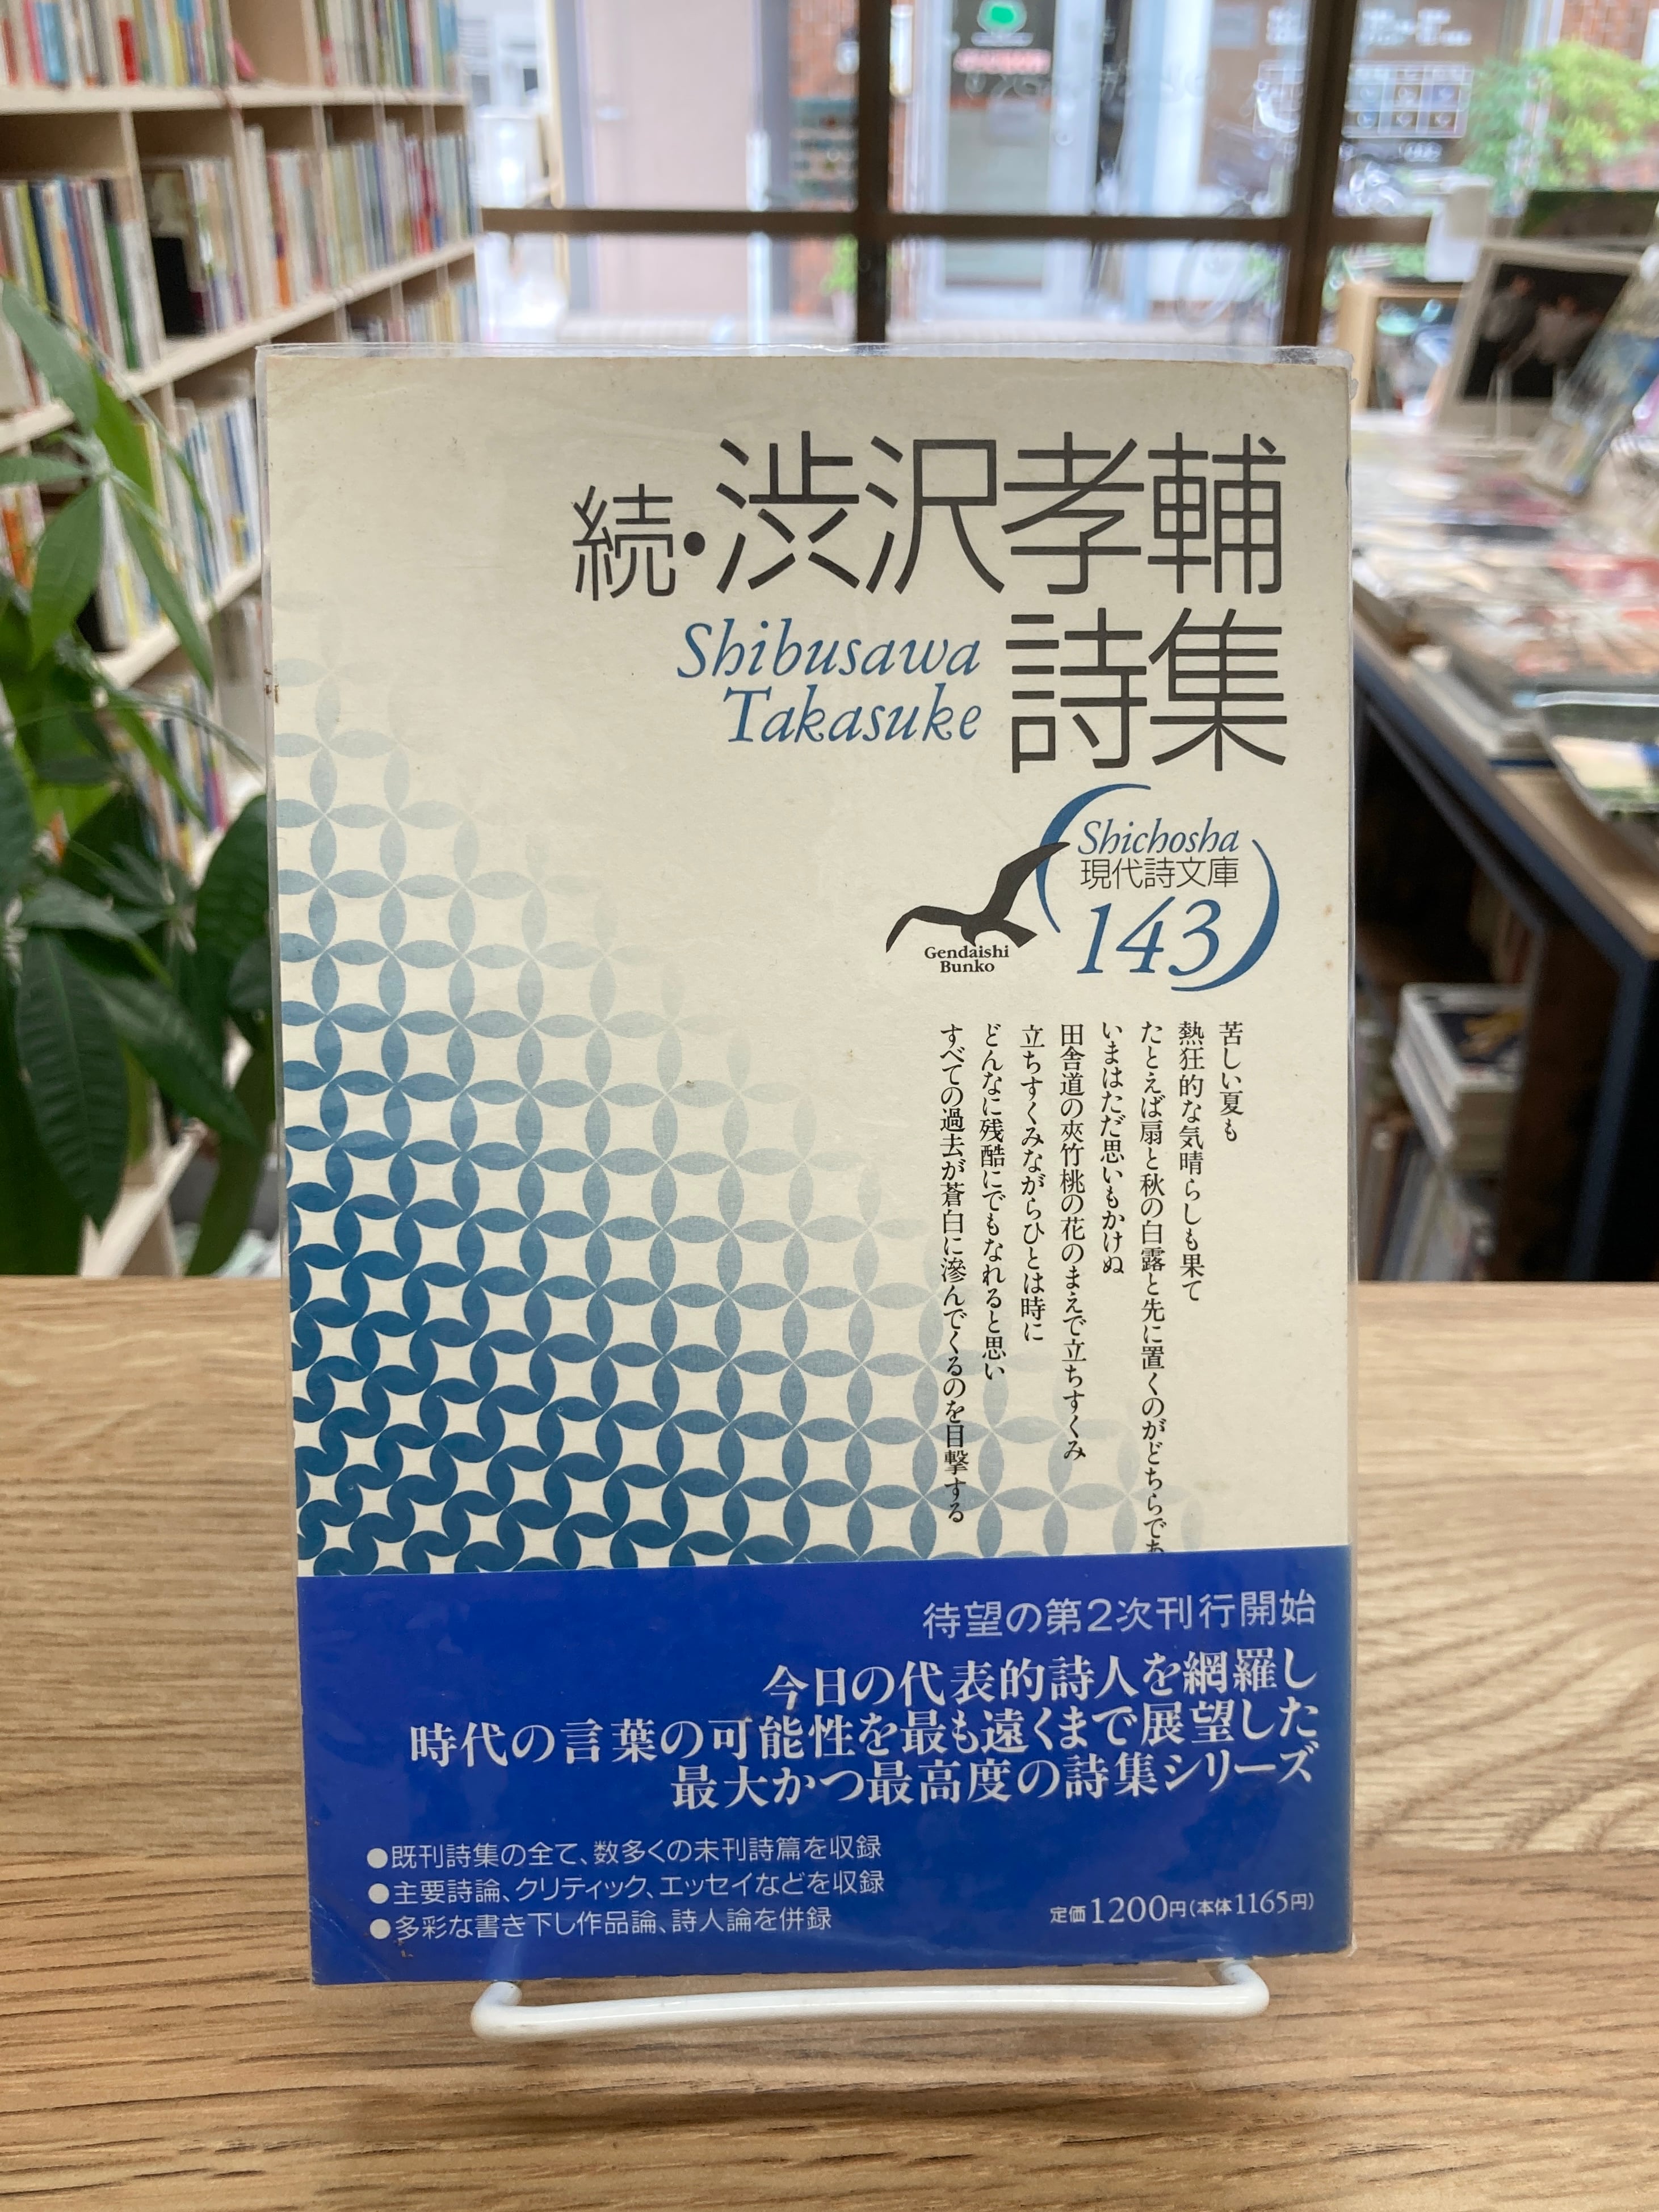 続・渋沢孝輔
詩集
Shibusawa
Takasuke
Shichosha
現代詩文庫
143
Gendaishi
Bunko
苦しい夏も
熱狂的な気晴らしも果て
たとえば扇と秋の白露と先に置くのがどちらであ
いまはただ思いもかけぬ
田舎道の夾竹桃の花のまえで立ちすくみ
立ちすくみながらひとは時に
どんなに残酷にでもなれると思い
すべての過去が蒼白に滲んでくるのを目撃する
待望の第2次刊行開始
今日の代表的詩人を網羅し
時代の言葉の可能性を最も遠くまで展望した
最大かつ最高度の詩集シリーズ
●既刊詩集の全て、数多くの未刊詩篇を収録
●主要詩論、クリティック、エッセイなどを収録
●多彩な書き下し作品論、詩人論を併録
定価1200円(本体1165円)